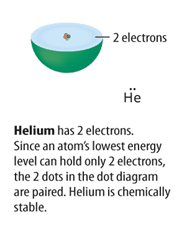 2 electrons
He
Helium has 2 electrons.
Since an atom's lowest energy
level can hold only 2 electrons,
the 2 dots in the dot diagram
are paired. Helium is chemically
stable.